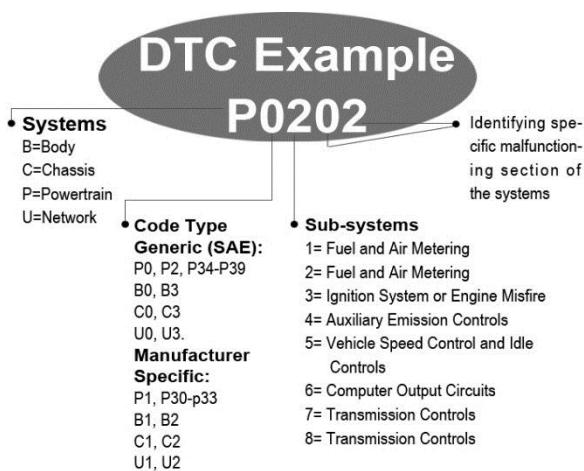 DTC Example
P0202
Systems
B=Body
C=Chassis
P=Powertrain
U=Network
Identifying spe-
cific malfunction-
ing section of
the systems
Code Type
Generic (SAE):
P0, P2, P34-P39
B0, B3
C0, C3
U0, U3.
Manufacturer
Specific:
P1, P30-p33
B1, B2
C1, C2
U1, U2
Sub-systems
1= Fuel and Air Metering
2= Fuel and Air Metering
3= Ignition System or Engine Misfire
4= Auxiliary Emission Controls
5= Vehicle Speed Control and Idle
Controls
6= Computer Output Circuits
7= Transmission Controls
8= Transmission Controls